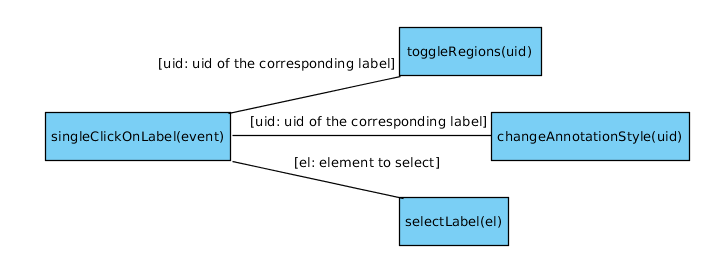 toggleRegions(uid)
[uid: uid of the corresponding label]
[uid: uid of the corresponding label]
singleClickOnLabel(event)
changeAnnotationStyle(uid)
[el: element to select]
selectLabel(el)